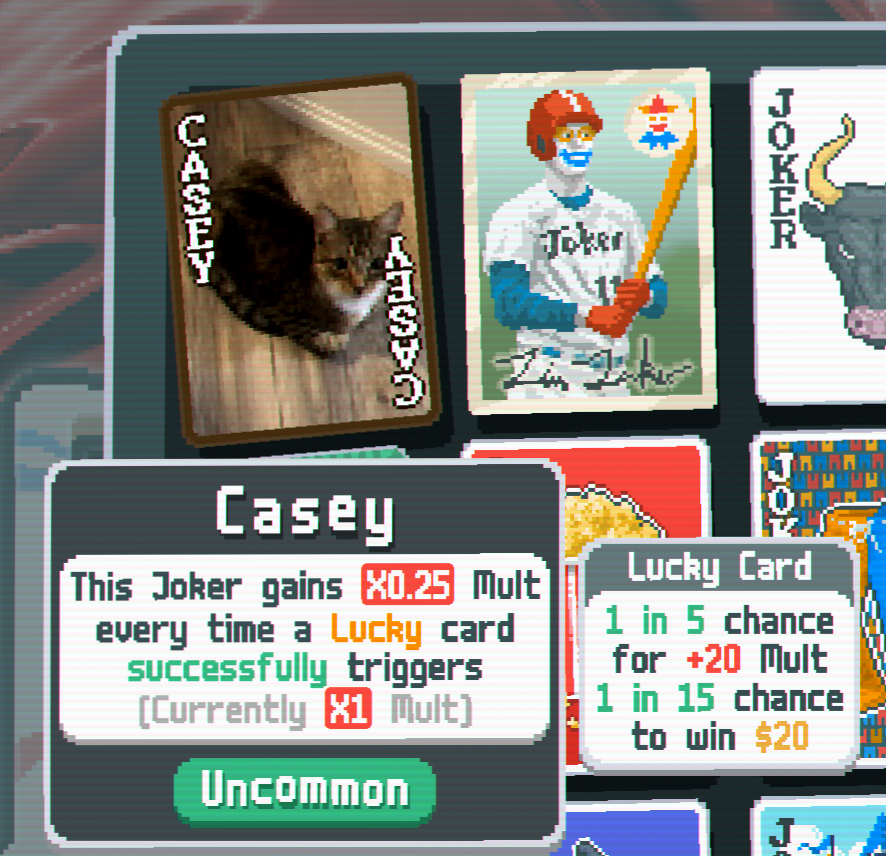 CASEY
CASEY
Joker
11
JOKER
Casey
This Joker gains X0.25 Mult
every time a Lucky card
successfully triggers
(Currently X1 Mult)
Uncommon
JOK
Lucky Card
1 in 5 chance
for +20 Mult
1 in 15 chance
to win $20
J